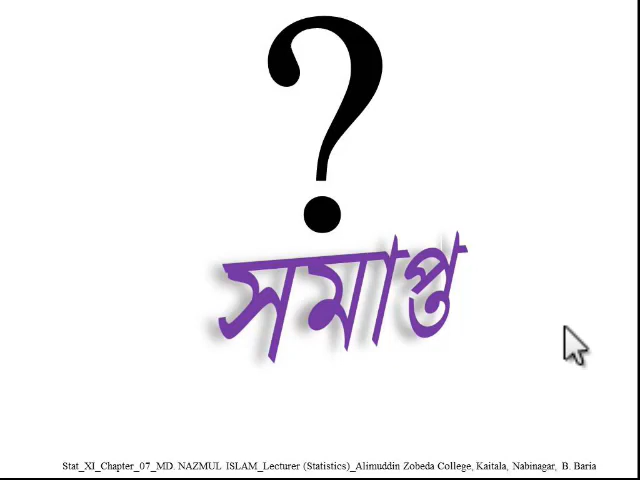 ?
সমাপ্ত
Stat_XI_Chapter_07_MD. NAZMUL ISLAM_Lecturer (Statistics)_Alimuddin Zobeda College, Kaitala, Nabinagar, B. Baria